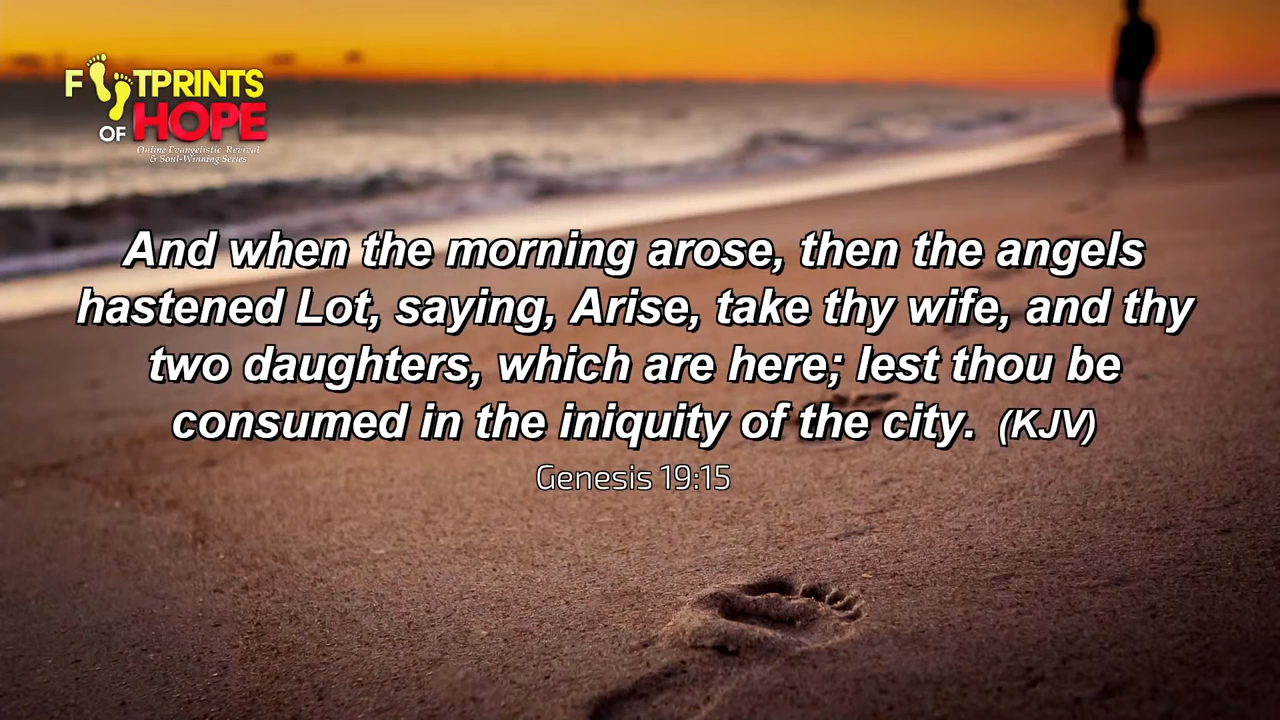 F TPRINTS
OF HOPE
Online Evangelistic Revival
& Soul-Winning Series
And when the morning arose, then the angels
hastened Lot, saying, Arise, take thy wife, and thy
two daughters, which are here; lest thou be
consumed in the iniquity of the city. (KJV)
Genesis 19:15